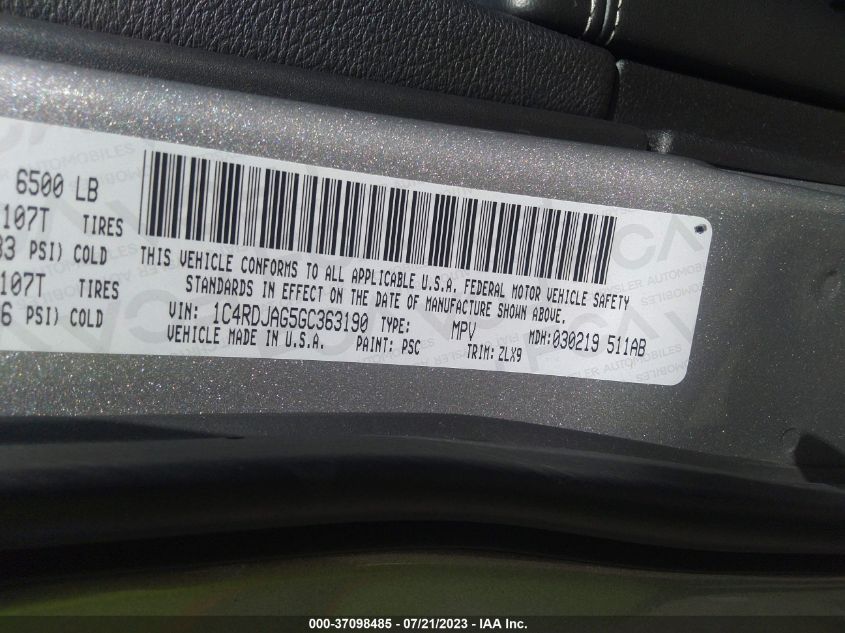 6500 LB
107T TIRES
33 PSI) COLD
107T TIRES
6 PSI) COLD
THIS VEHICLE CONFORMS TO ALL APPLICABLE U.S.A. FEDERAL MOTOR VEHICLE SAFETY
STANDARDS IN EFFECT ON THE DATE OF MANUFACTURE SHOWN ABOVE.
VIN: 1C4RDJAG5GC363190 TYPE: MPV MDH: 030219 511AB
VEHICLE MADE IN U.S.A. PAINT: PSC TRIM: ZLX9
000-37098485 - 07/21/2023 - IAA Inc.